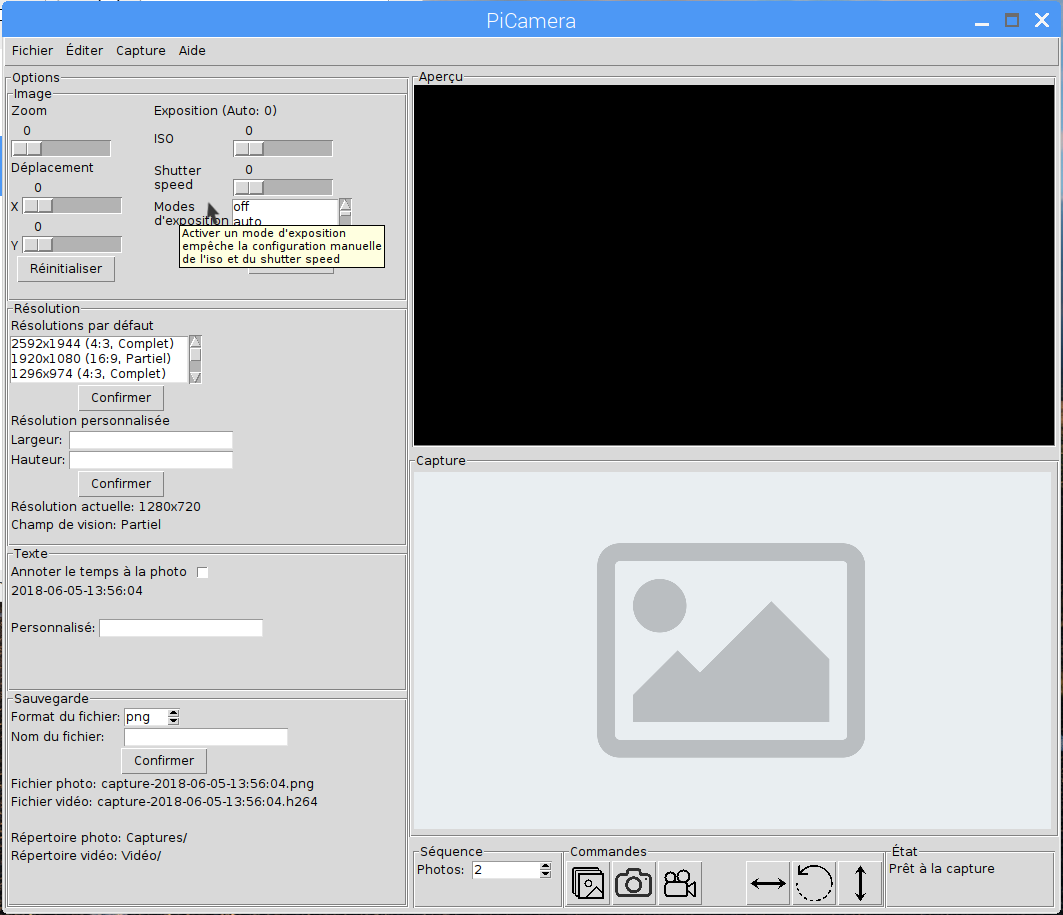 PiCamera
Fichier Éditer Capture Aide
Options
Image
Zoom
0
Déplacement
0
X
0
Y
Réinitialiser
Exposition (Auto: 0)
0
ISO
0
Shutter
speed
Modes
d'exposition
off
auto
Activer un mode d'exposition
empêche la configuration manuelle
de l'iso et du shutter speed
Résolution
Résolutions par défaut
2592x1944 (4:3, Complet)
1920x1080 (16:9, Partiel)
1296x974 (4:3, Complet)
Confirmer
Résolution personnalisée
Largeur:
Hauteur:
Confirmer
Résolution actuelle: 1280x720
Champ de vision: Partiel
Texte
Annoter le temps à la photo
2018-06-05-13:56:04
Personnalisé:
Sauvegarde
Format du fichier: png
Nom du fichier:
Confirmer
Fichier photo: capture-2018-06-05-13:56:04.png
Fichier vidéo: capture-2018-06-05-13:56:04.h264
Répertoire photo: Captures/
Répertoire vidéo: Vidéo/
Aperçu
Capture
Séquence
Photos: 2
Commandes
État
Prêt à la capture